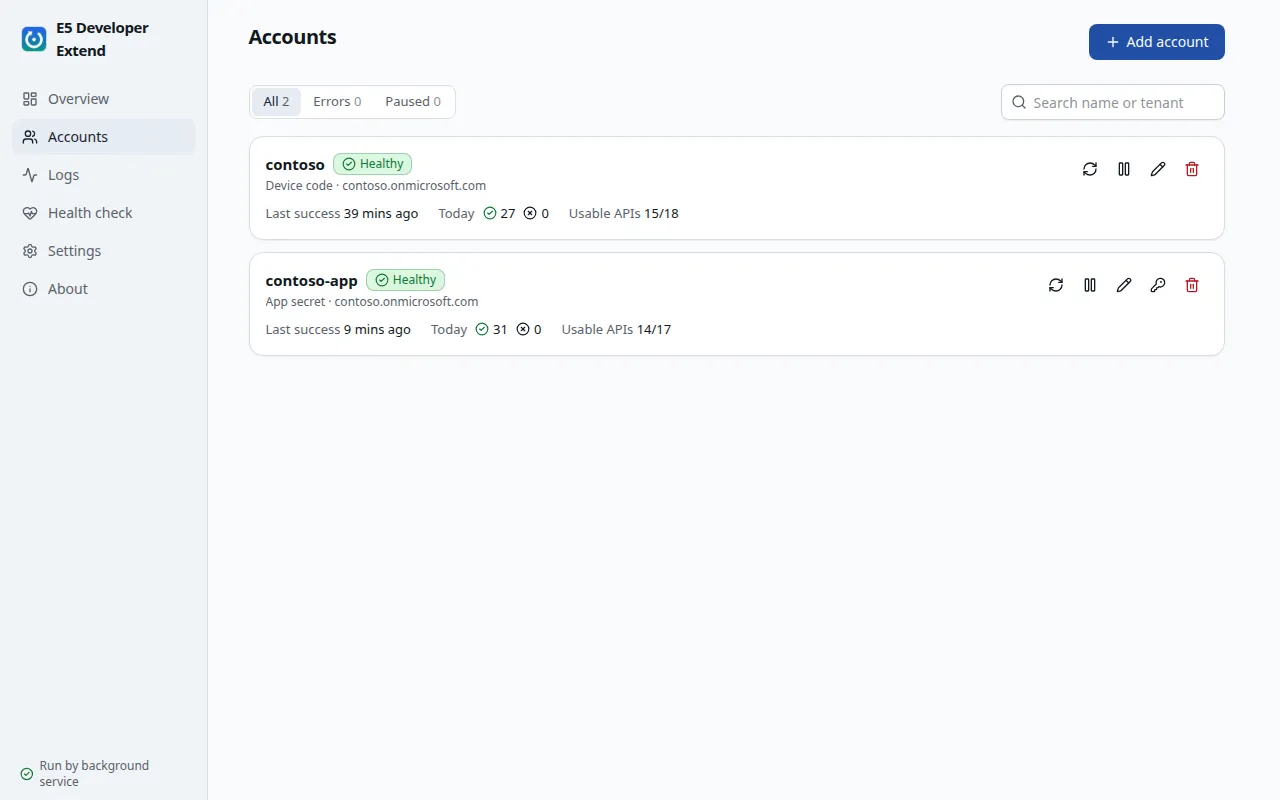 E5 Developer
Extend
Overview
Accounts
Logs
Health check
Settings
About
Run by background
service
Accounts
Add account
All 2
Errors 0
Paused 0
Search name or tenant
contoso
Healthy
Device code · contoso.onmicrosoft.com
Last success 39 mins ago Today 27 0 Usable APIs 15/18
contoso-app
Healthy
App secret · contoso.onmicrosoft.com
Last success 9 mins ago Today 31 0 Usable APIs 14/17